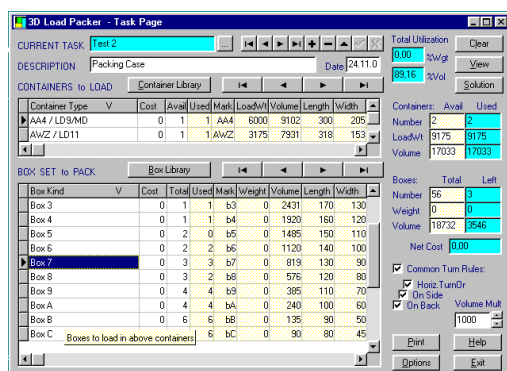 3D Load Packer - Task Page
CURRENT TASK Test 2 ...
DESCRIPTION Packing Case Date 24.11.0
CONTAINERS to LOAD Container Library
Container Type V Cost Avail Used Mark LoadWt Volume Length Width
AA4 / LD9/MD 0 1 1 AA4 6000 9102 300 205
AWZ / LD11 0 1 1 AWZ 3175 7931 318 153
BOX SET to PACK Box Library
Box Kind V Cost Total Used Mark Weight Volume Length Width
Box 3 0 1 1 b3 0 2431 170 130
Box 4 0 1 1 b4 0 1920 160 120
Box 5 0 2 0 b5 0 1485 150 110
Box 6 0 2 2 b6 0 1120 140 100
Box 7 0 3 3 b7 0 819 130 90
Box 8 0 3 2 b8 0 576 120 80
Box 9 0 4 4 b9 0 385 110 70
Box A 0 4 4 bA 0 240 100 60
Box B 0 6 6 bB 0 135 90 50
Box C 6 bC 0 90 80 45
Boxes to load in above containers
Total Utilization
0,00 %Wgt
89,16 %Vol
Clear
View
Solution
Containers: Avail Used
Number 2 2
LoadWt 9175 9175
Volume 17033 17033
Boxes: Total Left
Number 56 3
Weight 0 0
Volume 18732 3546
Net Cost 0,00
Common Turn Rules:
Horiz.TurnOr
On Side
On Back Volume Mult
1000
Print Help
Options Exit